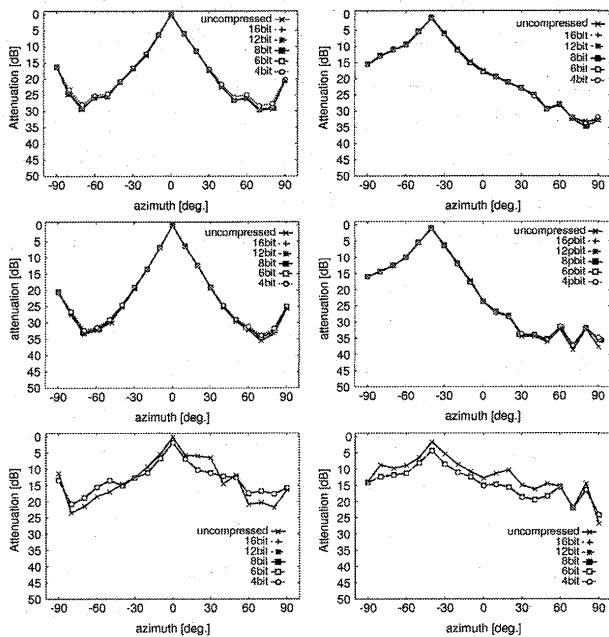 uncompressed
16bit
12bit
8bit
6bit
4bit
Attenuation [dB]
0
5
10
15
20
25
30
35
40
45
50
-90 -60 -30 0 30 60 90
azimuth [deg.]
uncompressed
16bit
12bit
8bit
6bit
4bit
Attenuation [dB]
0
5
10
15
20
25
30
35
40
45
50
-90 -60 -30 0 30 60 90
azimuth [deg.]
uncompressed
16bit
12bit
8bit
6bit
4bit
Attenuation [dB]
0
5
10
15
20
25
30
35
40
45
50
-90 -60 -30 0 30 60 90
azimuth [deg.]
uncompressed
16pbit
12pbit
8pbit
6pbit
4pbit
attenuation [dB]
0
5
10
15
20
25
30
35
40
45
50
-90 -60 -30 0 30 60 90
azimuth [deg.]
uncompressed
16bit
12bit
8bit
6bit
4bit
Attenuation [dB]
0
5
10
15
20
25
30
35
40
45
50
-90 -60 -30 0 30 60 90
azimuth [deg.]
uncompressed
16bit
12bit
8bit
6bit
4bit
Attenuation [dB]
0
5
10
15
20
25
30
35
40
45
50
-90 -60 -30 0 30 60 90
azimuth [deg.]